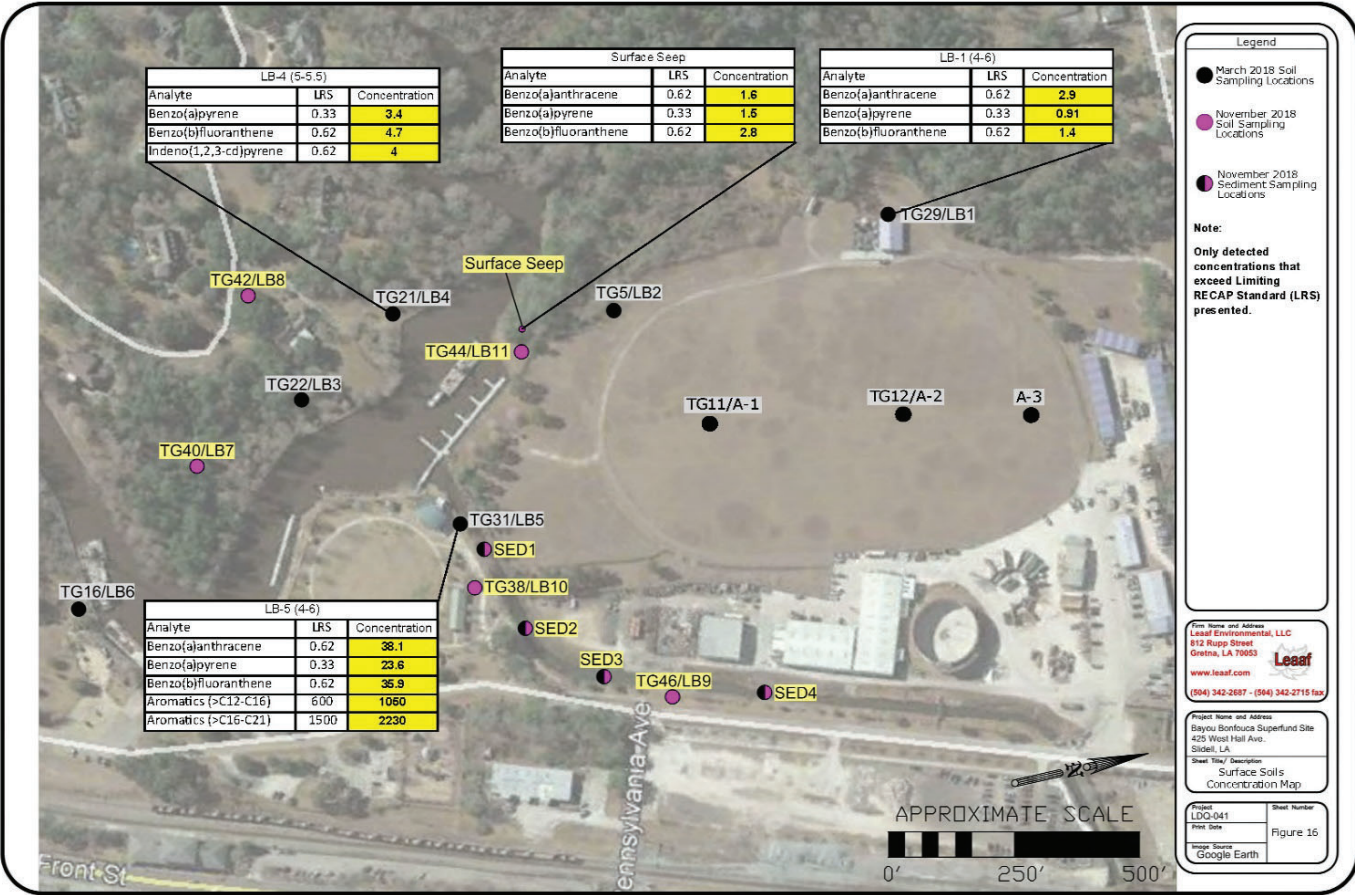 LB-4 (5-5.5)
Analyte LRS Concentration
Benzo(a)pyrene 0.33 3.4
Benzo(b)fluoranthene 0.62 4.7
Indeno(1,2,3-cd)pyrene 0.62 4
Surface Seep
Analyte LRS Concentration
Benzo(a)anthracene 0.62 1.6
Benzo(a)pyrene 0.33 1.5
Benzo(b)fluoranthene 0.62 2.8
LB-1 (4-6)
Analyte LRS Concentration
Benzo(a)anthracene 0.62 2.9
Benzo(a)pyrene 0.33 0.91
Benzo(b)fluoranthene 0.62 1.4
TG29/LB1
Surface Seep
TG42/LB8
TG21/LB4
TG5/LB2
TG44/LB11
TG22/LB3
TG11/A-1
TG12/A-2
A-3
TG40/LB7
TG31/LB5
SED1
TG38/LB10
TG16/LB6
SED2
SED3
TG46/LB9
SED4
LB-5 (4-6)
Analyte LRS Concentration
Benzo(a)anthracene 0.62 38.1
Benzo(a)pyrene 0.33 23.6
Benzo(b)fluoranthene 0.62 35.9
Aromatics (>C12-C16) 600 1050
Aromatics (>C16-C21) 1500 2230
ennsylvania Ave
Front St
N
APPROXIMATE SCALE
0' 250' 500'
Legend
March 2018 Soil
Sampling Locations
November 2018
Soil Sampling
Locations
November 2018
Sediment Sampling
Locations
Note:
Only detected
concentrations that
exceed Limiting
RECAP Standard (LRS)
presented.
Firm Name and Address
Leaaf Environmental, LLC
812 Rupp Street
Gretna, LA 70053
Leaaf
www.leaaf.com
(504) 342-2687 - (504) 342-2715 fax
Project Name and Address
Bayou Bonfouca Superfund Site
425 West Hall Ave.
Slidell, LA
Sheet Title/ Description
Surface Soils
Concentration Map
Project
LDQ-041
Sheet Number
Figure 16
Print Date
Image Source
Google Earth